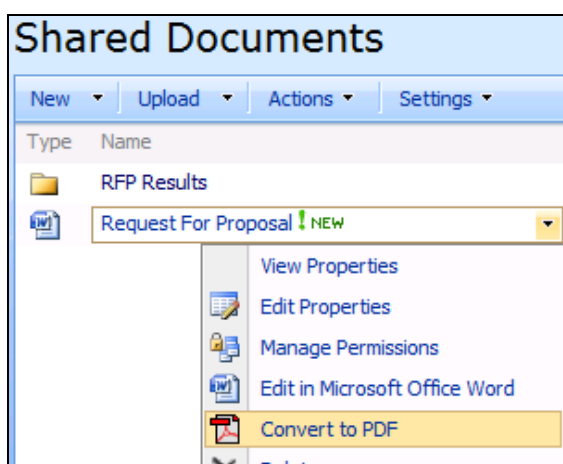 Shared Documents
New Upload Actions Settings
Type Name
RFP Results
Request For Proposal ! NEW
View Properties
Edit Properties
Manage Permissions
Edit in Microsoft Office Word
Convert to PDF